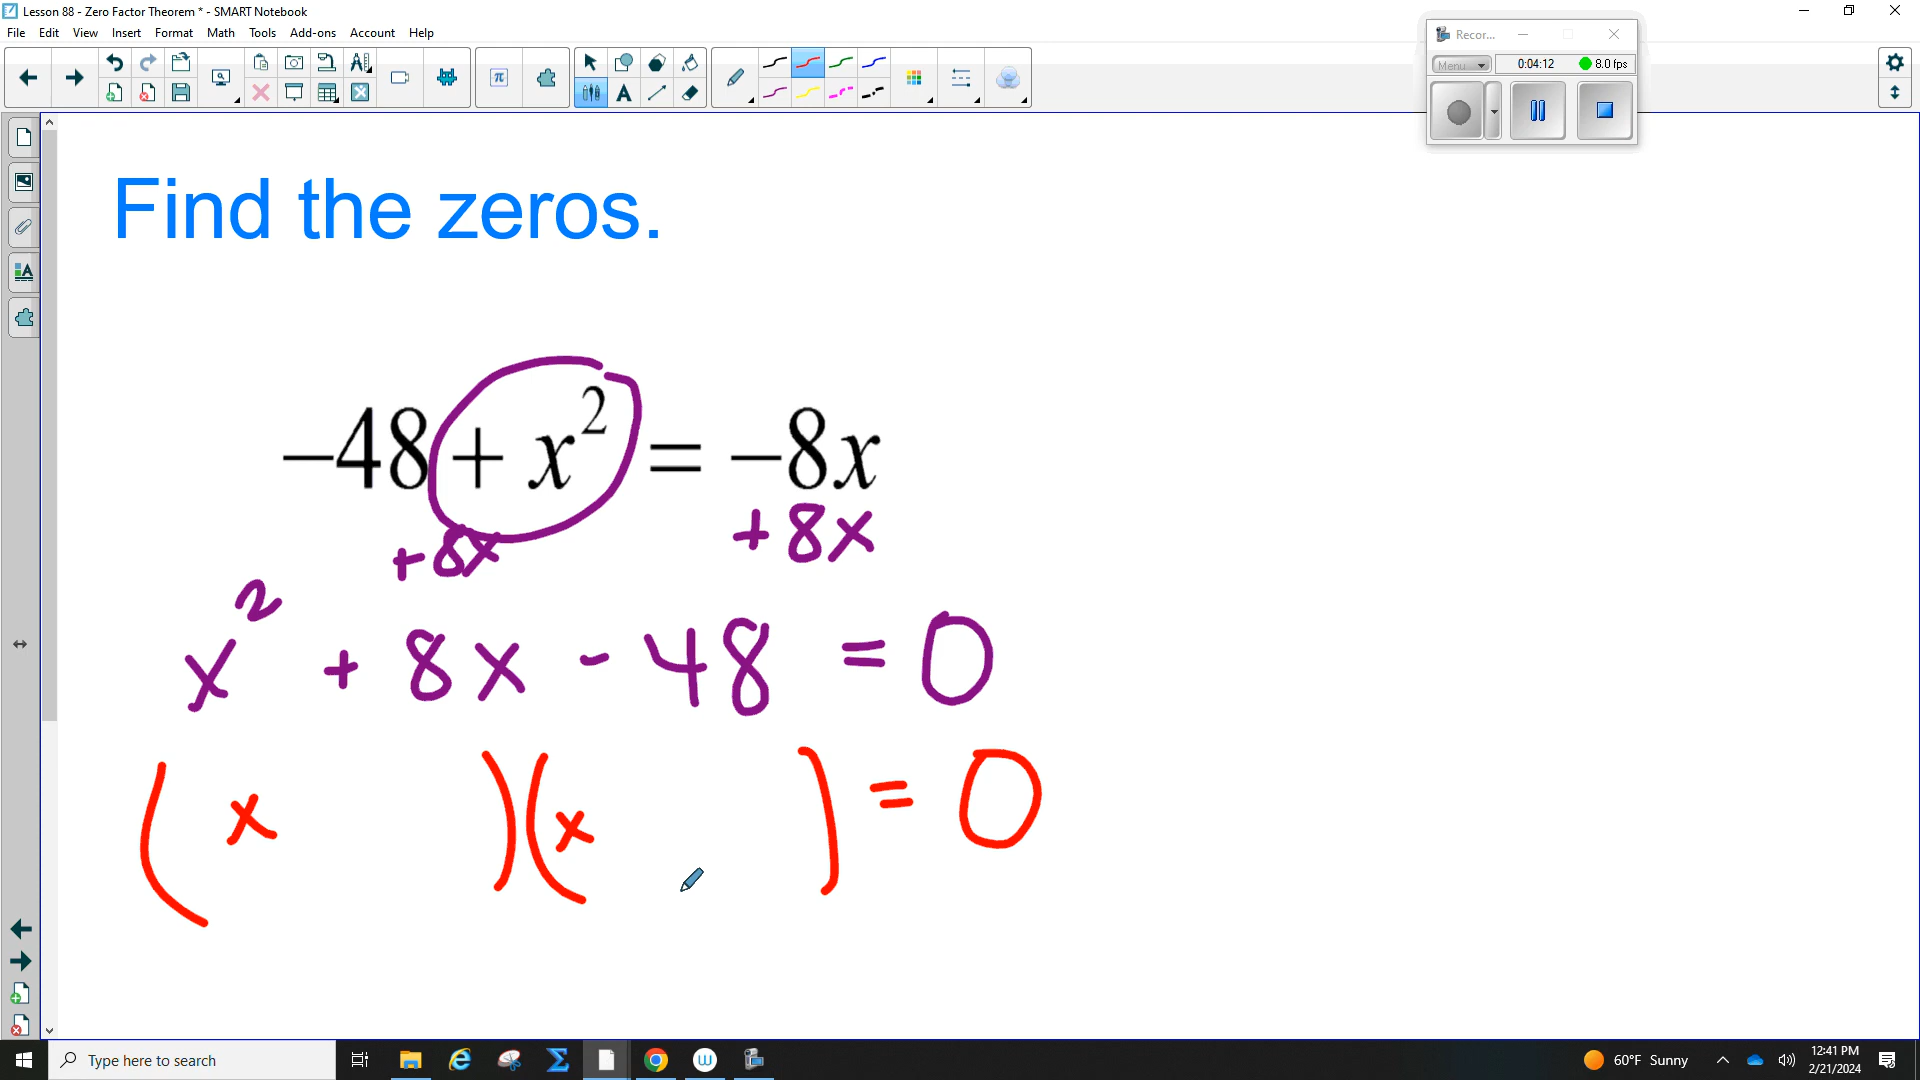 Lesson 88 - Zero Factor Theorem * - SMART Notebook
File Edit View Insert Format Math Tools Add-ons Account Help
Recor...
Menu
0:04:12
8.0 fps
Find the zeros.
−48 + x² = −8x
+8x +8x
x² + 8x - 48 = 0
( x )( x ) = 0
Type here to search
60°F Sunny
12:41 PM
2/21/2024